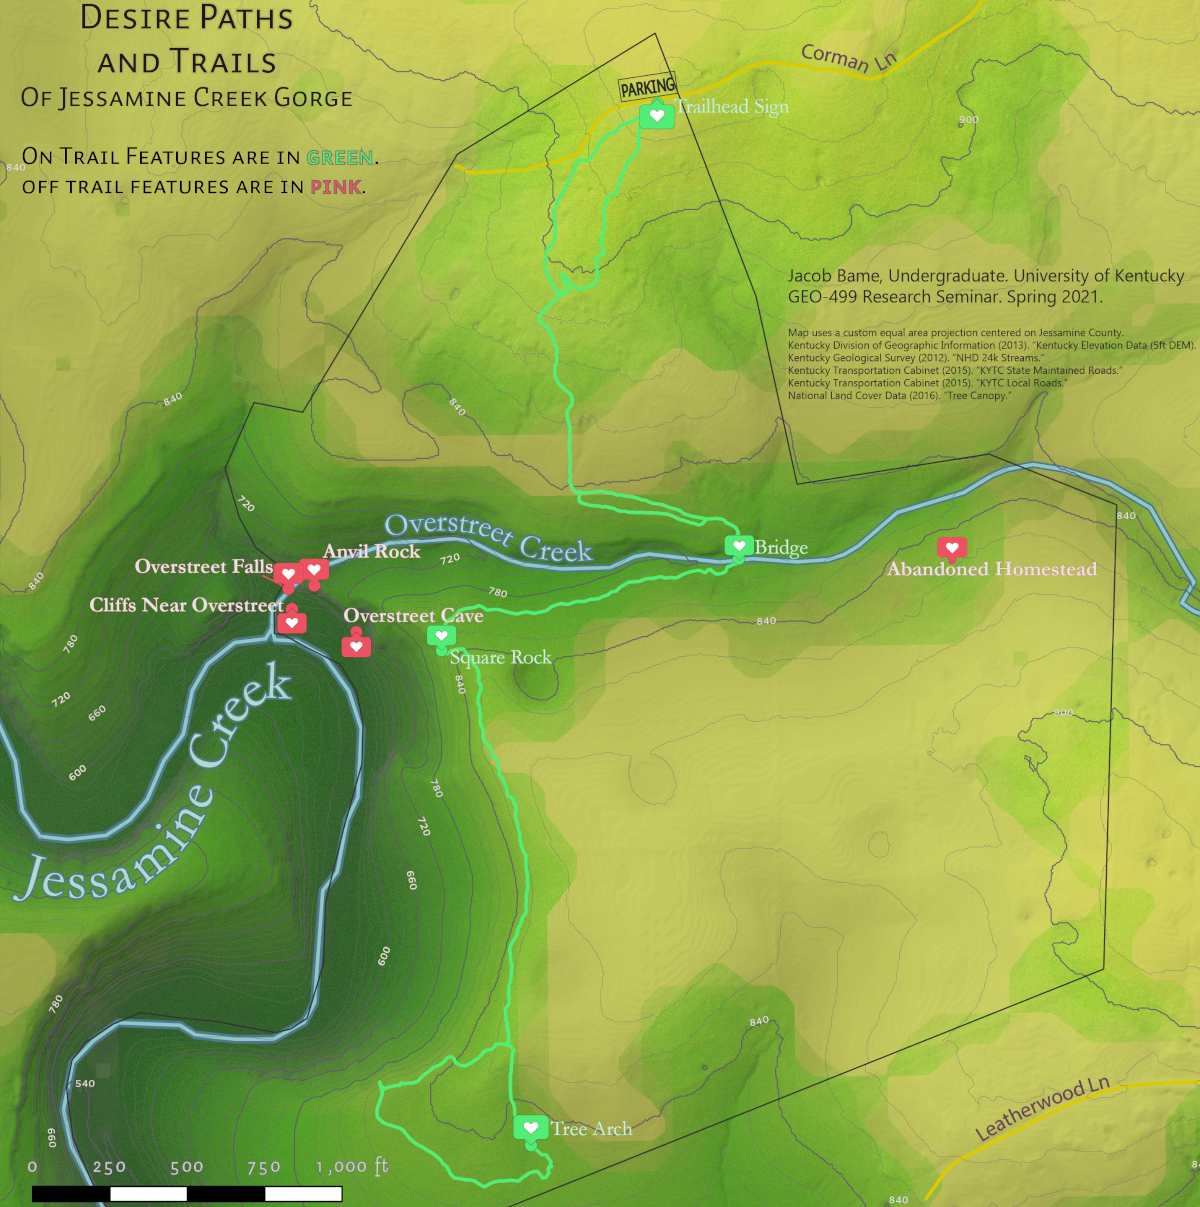 DESIRE PATHS
AND TRAILS
OF JESSAMINE CREEK GORGE
ON TRAIL FEATURES ARE IN GREEN.
OFF TRAIL FEATURES ARE IN PINK.
Corman Ln
PARKING
Trailhead Sign
900
840
Jacob Bame, Undergraduate. University of Kentucky
GEO-499 Research Seminar. Spring 2021.
Map uses a custom equal area projection centered on Jessamine County.
Kentucky Division of Geographic Information (2013). "Kentucky Elevation Data (5ft DEM).
Kentucky Geological Survey (2012). "NHD 24k Streams."
Kentucky Transportation Cabinet (2015). "KYTC State Maintained Roads."
Kentucky Transportation Cabinet (2015). "KYTC Local Roads."
National Land Cover Data (2016). "Tree Canopy."
840
840
720
840
Overstreet Creek
Anvil Rock
720
Bridge
Overstreet Falls
Abandoned Homestead
840
780
Cliffs Near Overstreet
Overstreet Cave
840
780
Square Rock
840
720
660
900
600
Jessamine Creek
780
720
660
600
780
840
540
Leatherwood Ln
Tree Arch
660
0 250 500 750 1,000 ft
84
840